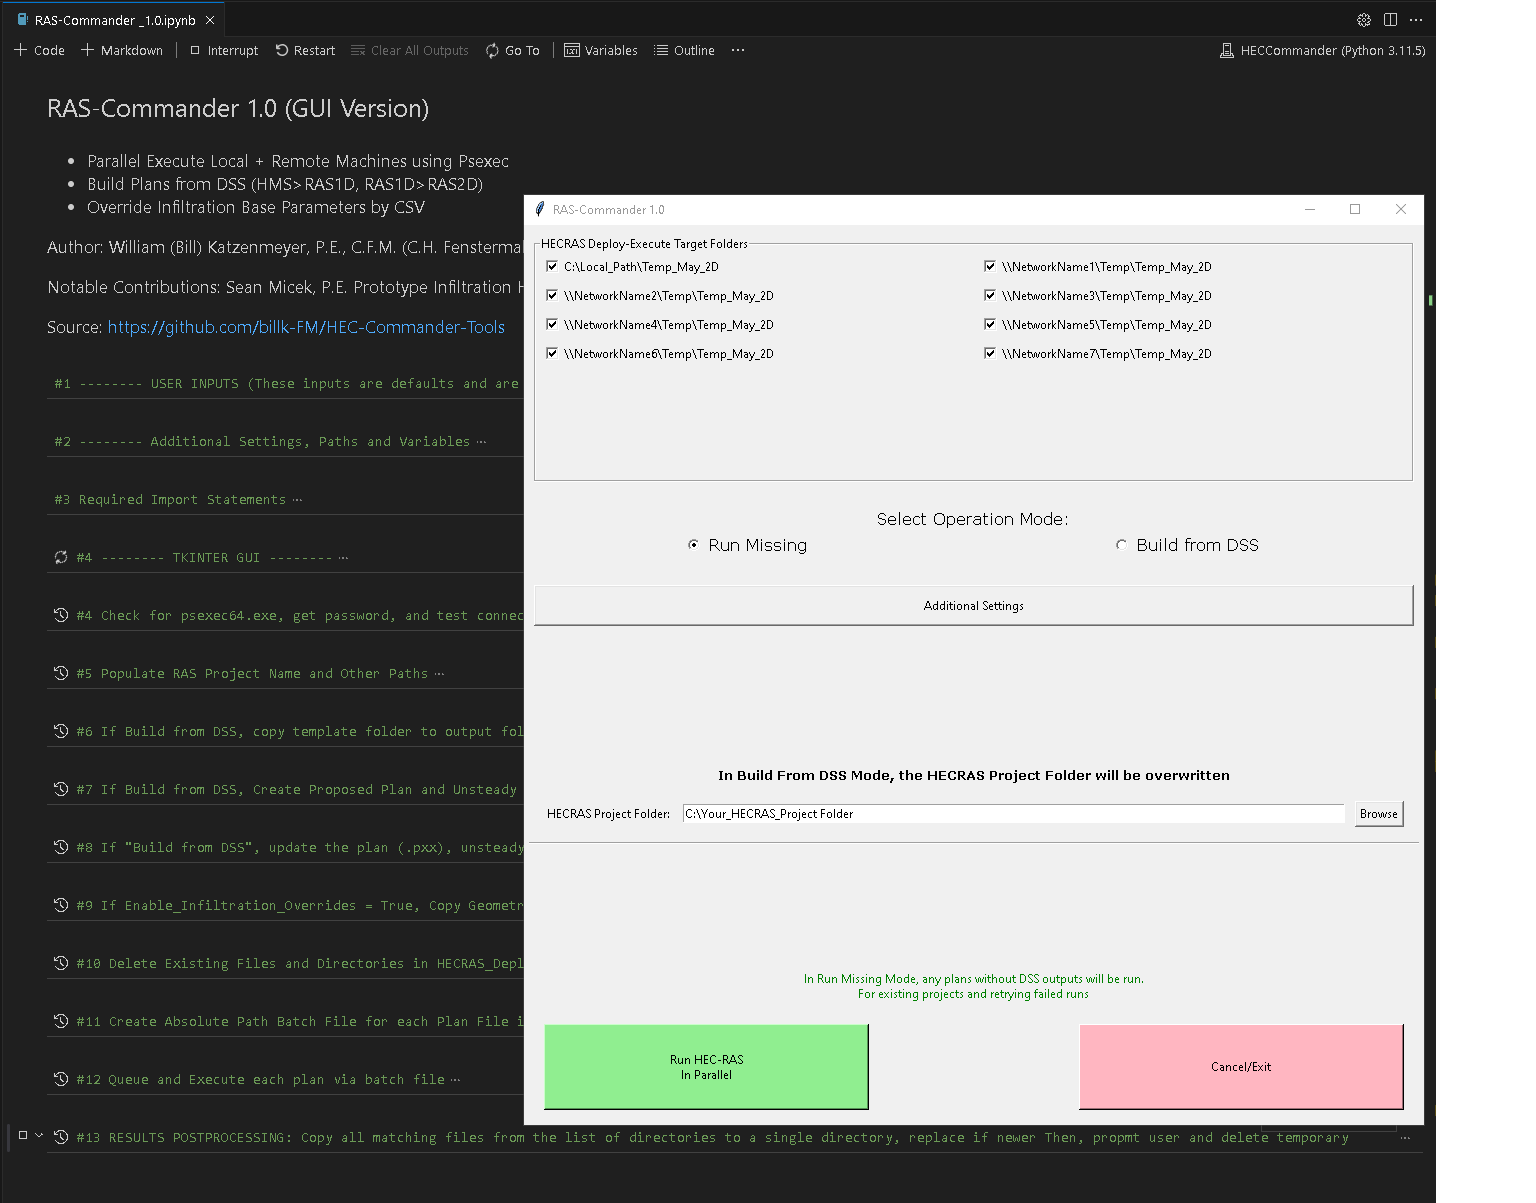 RAS-Commander _1.0.ipynb
Code
Markdown
Interrupt
Restart
Clear All Outputs
Go To
Variables
Outline
HECCommander (Python 3.11.5)
RAS-Commander 1.0 (GUI Version)
Parallel Execute Local + Remote Machines using Psexec
Build Plans from DSS (HMS>RAS1D, RAS1D>RAS2D)
Override Infiltration Base Parameters by CSV
Author: William (Bill) Katzenmeyer, P.E., C.F.M. (C.H. Fenstermal
Notable Contributions: Sean Micek, P.E. Prototype Infiltration H
Source: https://github.com/billk-FM/HEC-Commander-Tools
#1 -------- USER INPUTS (These inputs are defaults and are
#2 -------- Additional Settings, Paths and Variables ...
#3 Required Import Statements ...
#4 -------- TKINTER GUI -------- ...
#4 Check for psexec64.exe, get password, and test connec
#5 Populate RAS Project Name and Other Paths ...
#6 If Build from DSS, copy template folder to output fol
#7 If Build from DSS, Create Proposed Plan and Unsteady
#8 If "Build from DSS", update the plan (.pxx), unsteady
#9 If Enable_Infiltration_Overrides = True, Copy Geometr
#10 Delete Existing Files and Directories in HECRAS_Depl
#11 Create Absolute Path Batch File for each Plan File i
#12 Queue and Execute each plan via batch file ...
#13 RESULTS POSTPROCESSING: Copy all matching files from the list of directories to a single directory, replace if newer Then, propmt user and delete temporary ...
RAS-Commander 1.0
HECRAS Deploy-Execute Target Folders
C:\Local_Path\Temp_May_2D
\\NetworkName1\Temp\Temp_May_2D
\\NetworkName2\Temp\Temp_May_2D
\\NetworkName3\Temp\Temp_May_2D
\\NetworkName4\Temp\Temp_May_2D
\\NetworkName5\Temp\Temp_May_2D
\\NetworkName6\Temp\Temp_May_2D
\\NetworkName7\Temp\Temp_May_2D
Select Operation Mode:
Run Missing
Build from DSS
Additional Settings
In Build From DSS Mode, the HECRAS Project Folder will be overwritten
HECRAS Project Folder:
C:\Your_HECRAS_Project Folder
Browse
In Run Missing Mode, any plans without DSS outputs will be run.
For existing projects and retrying failed runs
Run HEC-RAS
In Parallel
Cancel/Exit